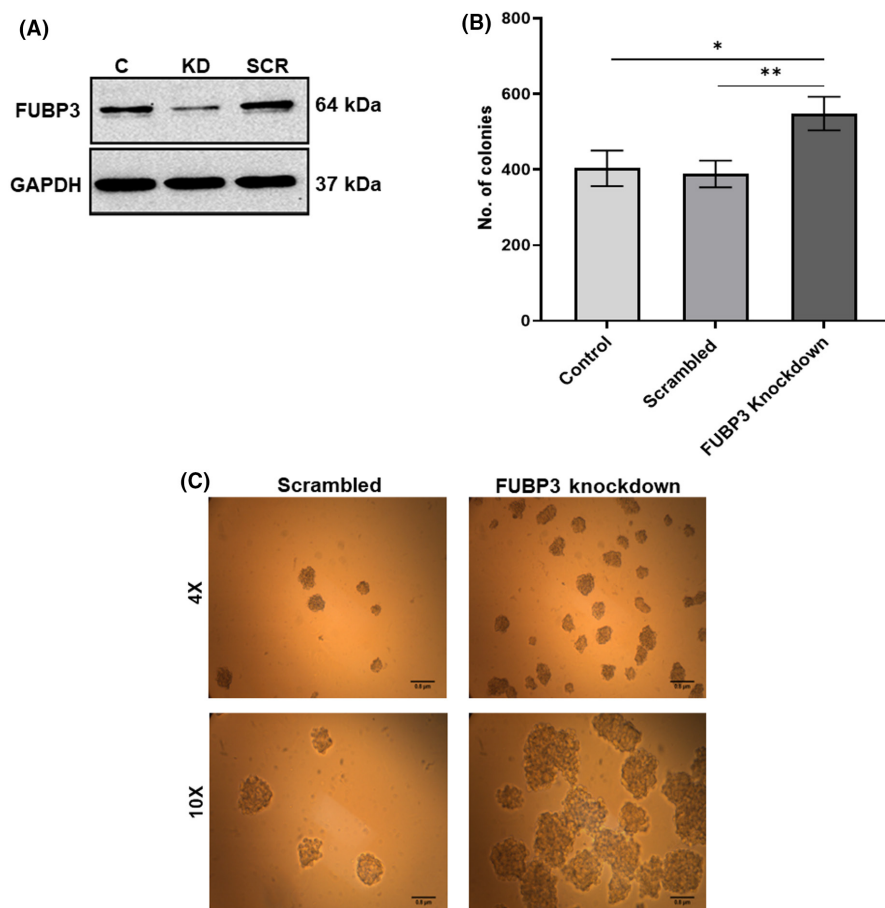 (A)
C KD SCR
FUBP3 64 kDa
GAPDH 37 kDa
(B)
800
600
400
200
0
No. of colonies
*
**
Control
Scrambled
FUBP3 Knockdown
(C)
Scrambled FUBP3 knockdown
4X
10X